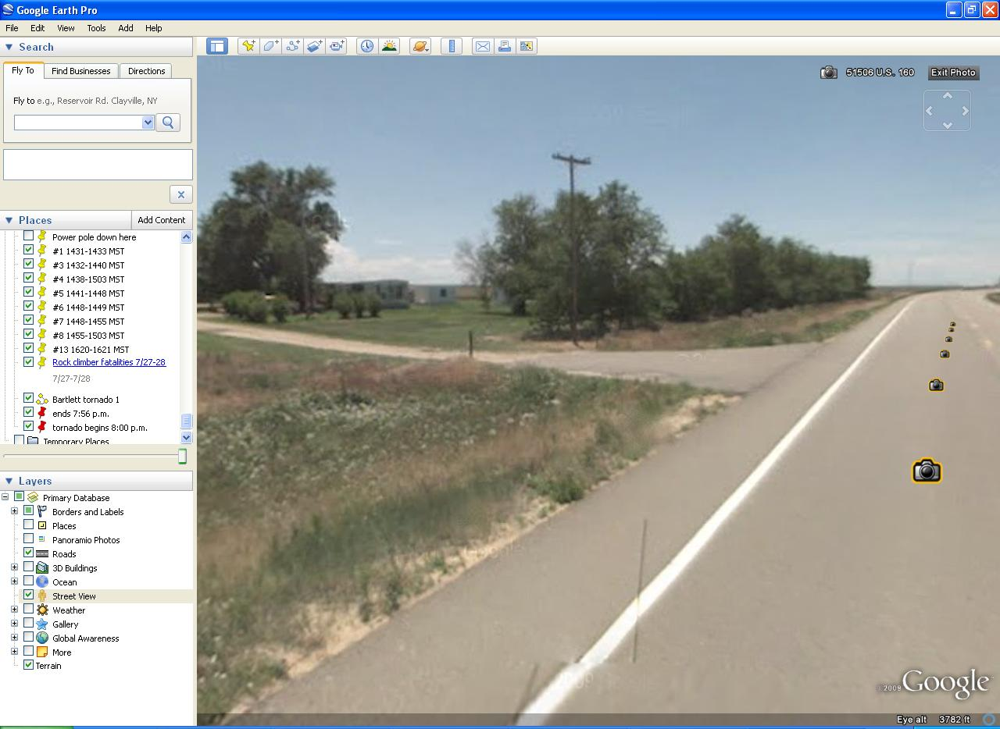 Google Earth Pro
File Edit View Tools Add Help
Search
Fly To Find Businesses Directions
Fly to e.g., Reservoir Rd. Clayville, NY
Places Add Content
Power pole down here
#1 1431-1433 MST
#3 1432-1440 MST
#4 1438-1503 MST
#5 1441-1448 MST
#6 1448-1449 MST
#7 1448-1455 MST
#8 1455-1503 MST
#13 1620-1621 MST
Rock climber fatalities 7/27-28
7/27-7/28
Bartlett tornado 1
ends 7:56 p.m.
tornado begins 8:00 p.m.
Temporary Places
Layers
Primary Database
Borders and Labels
Places
Panoramio Photos
Roads
3D Buildings
Ocean
Street View
Weather
Gallery
Global Awareness
More
Terrain
51506 U.S. 160 Exit Photo
© 2009 Google
Eye alt 3782 ft